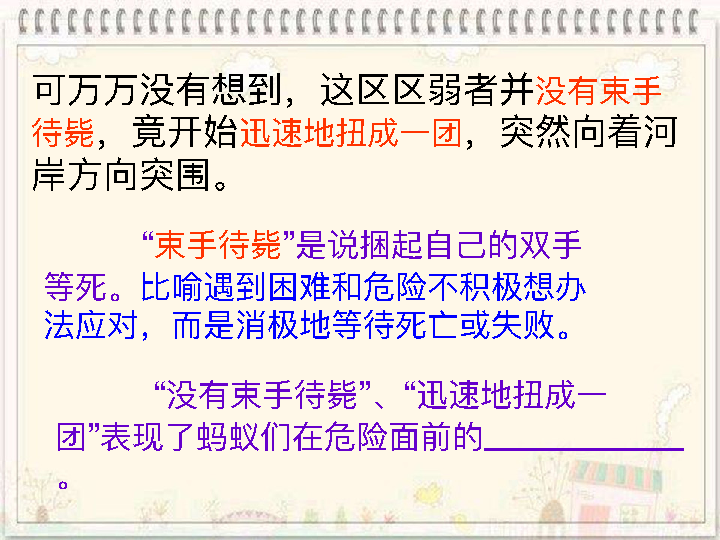 可万万没有想到，这区区弱者并没有束手
待毙，竟开始迅速地扭成一团，突然向着河
岸方向突围。
“束手待毙”是说捆起自己的双手
等死。比喻遇到困难和危险不积极想办
法应对，而是消极地等待死亡或失败。
“没有束手待毙”、“迅速地扭成一
团”表现了蚂蚁们在危险面前的____________
。